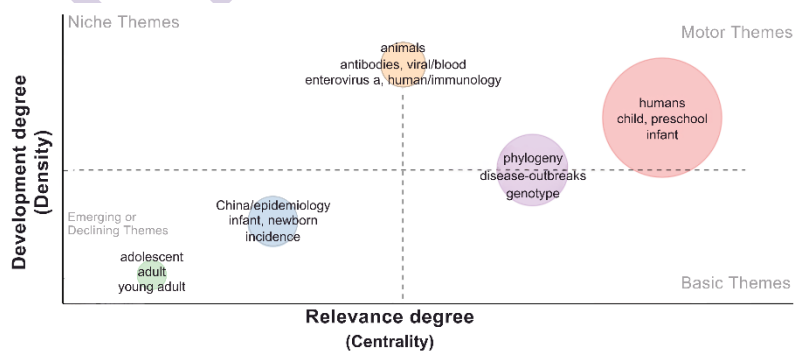 Niche Themes
Motor Themes
animals
antibodies, viral/blood
enterovirus a, human/immunology
humans
child, preschool
infant
phylogeny
disease-outbreaks
genotype
China/epidemiology
infant, newborn
incidence
Emerging or
Declining Themes
adolescent
adult
young adult
Basic Themes
Development degree
(Density)
Relevance degree
(Centrality)